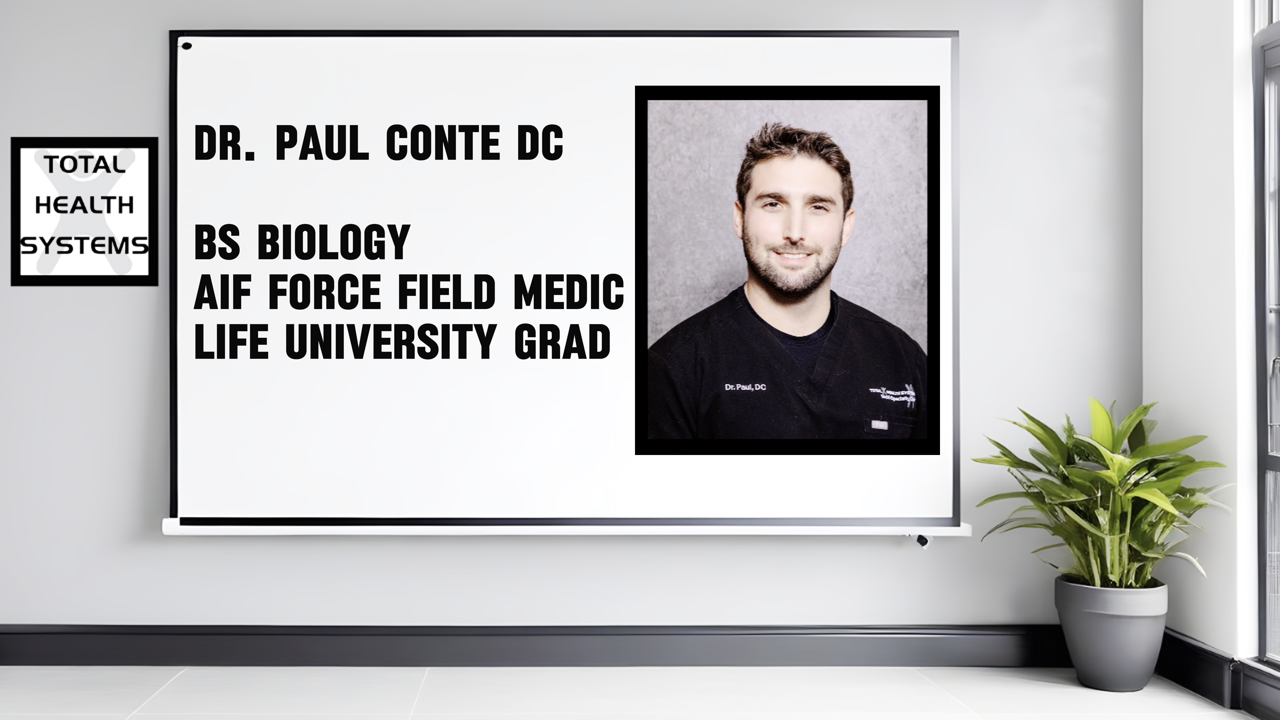 TOTAL
HEALTH
SYSTEMS
DR. PAUL CONTE DC
BS BIOLOGY
AIF FORCE FIELD MEDIC
LIFE UNIVERSITY GRAD
Dr. Paul, DC